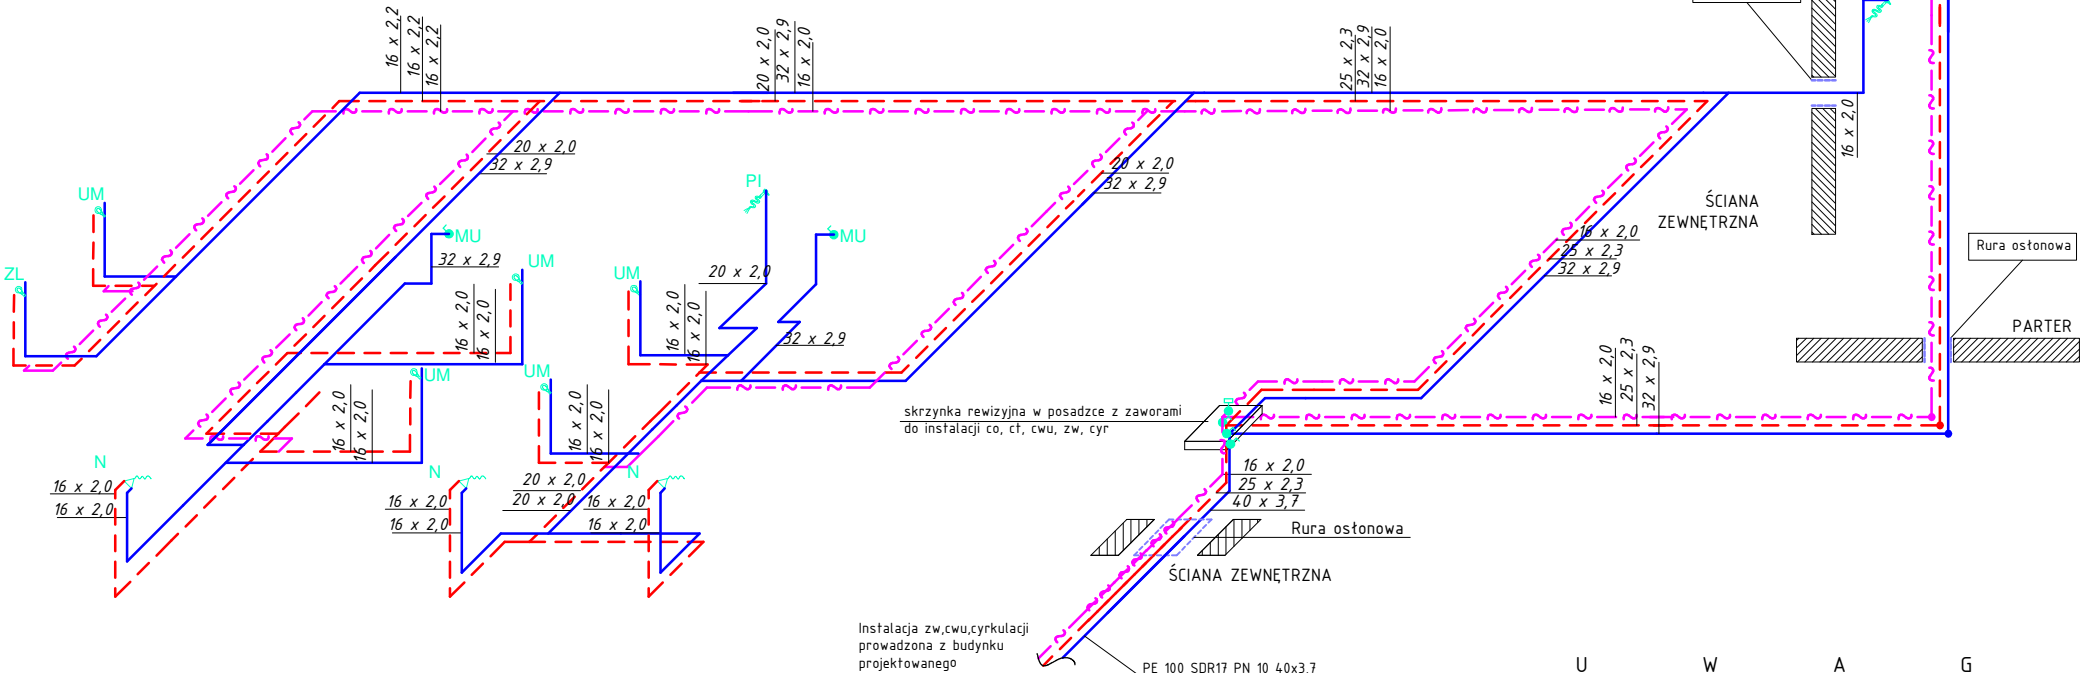 16 x 2,2
16 x 2,2
16 x 2,2
20 x 2,0
32 x 2,9
16 x 2,0
25 x 2,3
32 x 2,9
16 x 2,0
16 x 2,0
20 x 2,0
32 x 2,9
20 x 2,0
32 x 2,9
ŚCIANA
ZEWNĘTRZNA
UM
PI
MU
MU
16 x 2,0
25 x 2,3
32 x 2,9
Rura osłonowa
ZL
32 x 2,9
UM
UM
20 x 2,0
16 x 2,0
16 x 2,0
16 x 2,0
16 x 2,0
32 x 2,9
PARTER
UM
UM
16 x 2,0
25 x 2,3
32 x 2,9
16 x 2,0
16 x 2,0
16 x 2,0
16 x 2,0
skrzynka rewizyjna w posadzce z zaworami
do instalacji co, ct, cwu, zw, cyr
N
N
N
16 x 2,0
16 x 2,0
16 x 2,0
16 x 2,0
20 x 2,0
20 x 2,0
16 x 2,0
16 x 2,0
16 x 2,0
25 x 2,3
40 x 3,7
Rura osłonowa
ŚCIANA ZEWNĘTRZNA
Instalacja zw,cwu,cyrkulacji
prowadzona z budynku
projektowanego
PE 100 SDR17 PN 10 40x3.7
U W A G